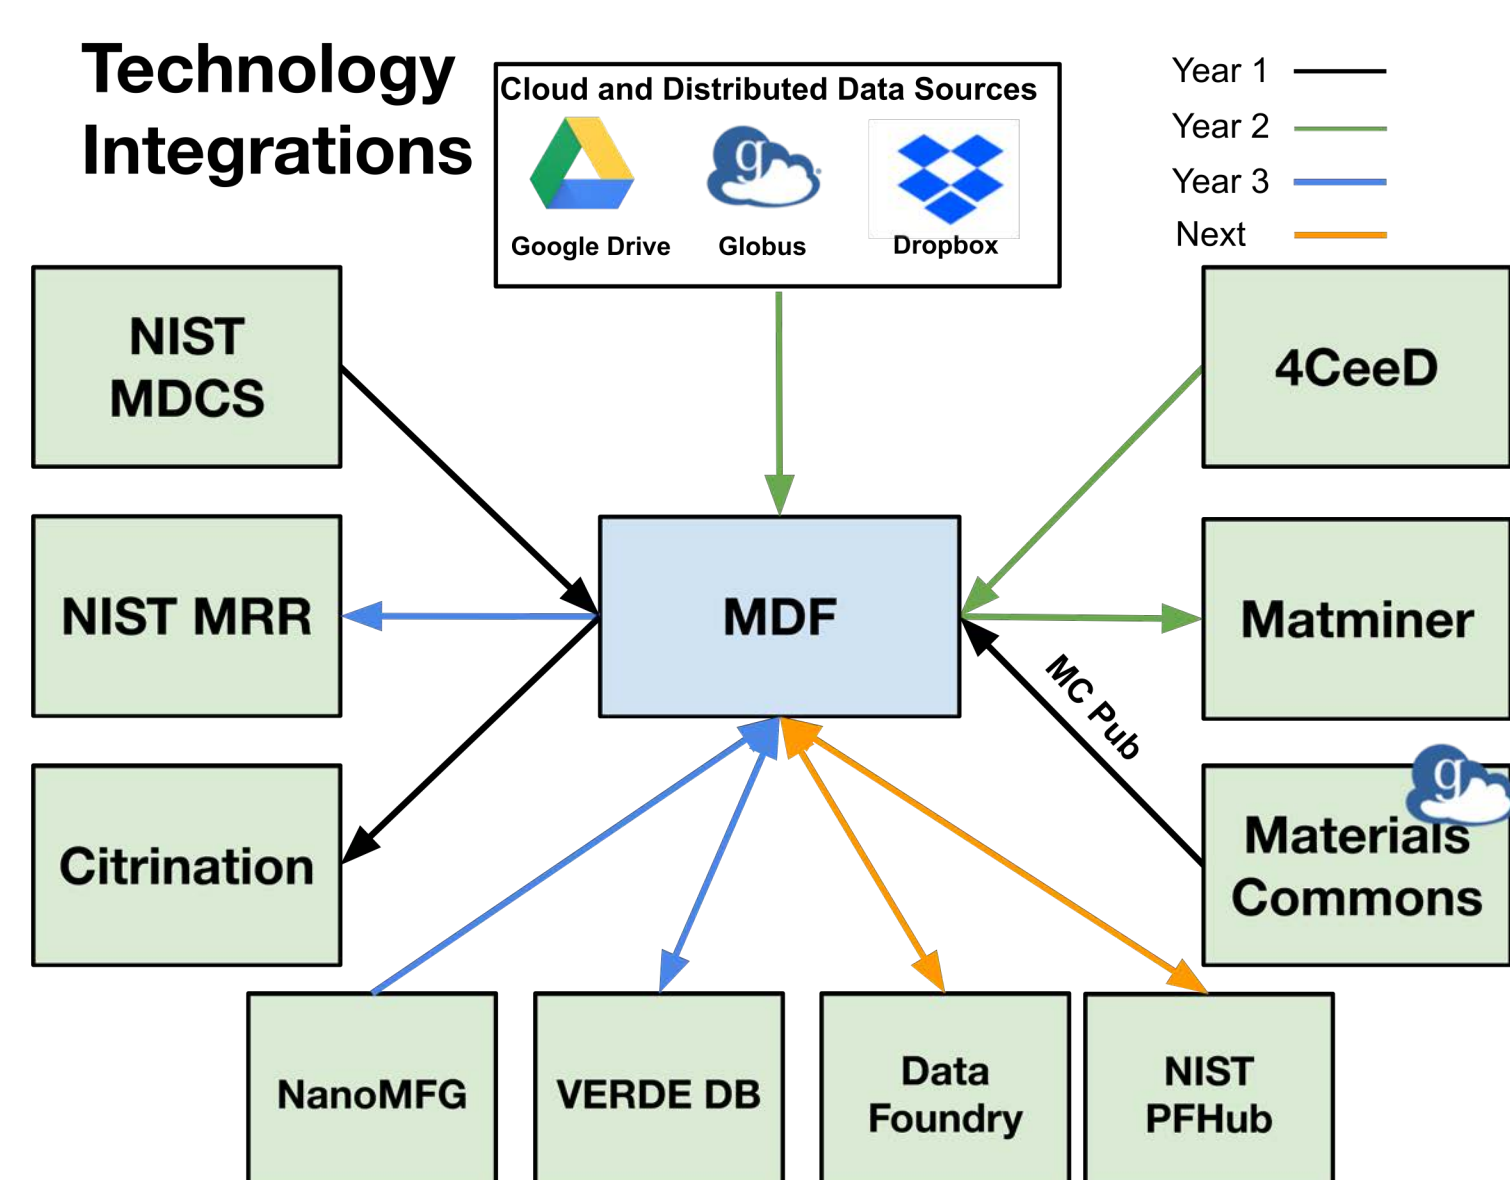 Technology
Integrations
Cloud and Distributed Data Sources
g
Google Drive
Globus
Dropbox
Year 1
Year 2
Year 3
Next
NIST
MDCS
4CeeD
NIST MRR
MDF
Matminer
MC Pub
Citrination
g
Materials
Commons
NanoMFG
VERDE DB
Data
Foundry
NIST
PFHub